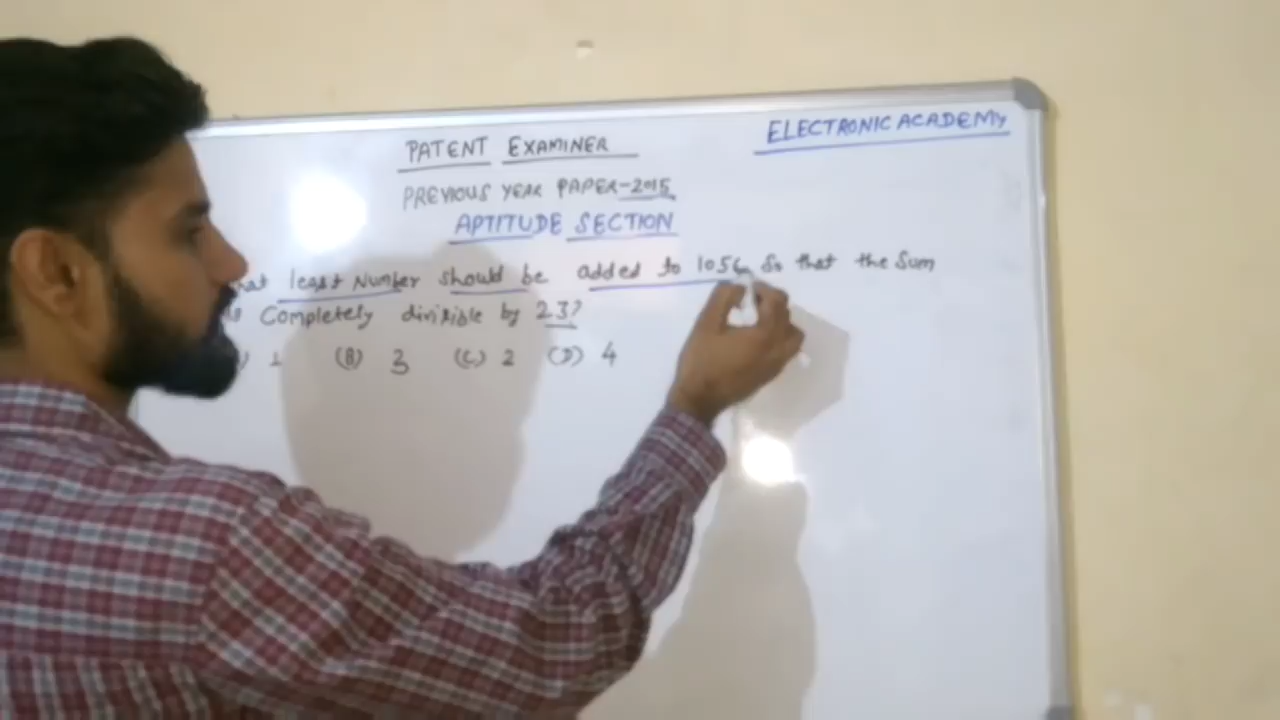 ELECTRONIC ACADEMY
PATENT EXAMINER
PREVIOUS YEAR PAPER-2015
APTITUDE SECTION
least Number should be added to 1056 So that the Sum
Completely divisible by 23?
1 (B) 3 (C) 2 (D) 4